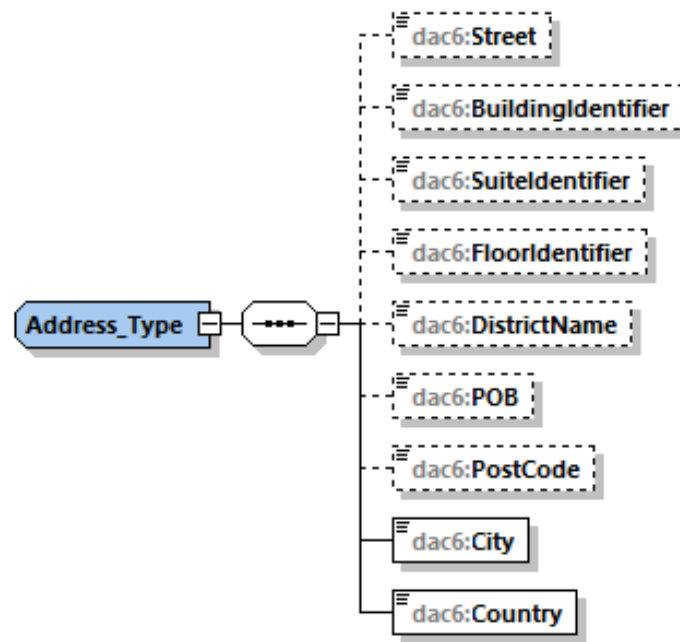 dac6:Street
dac6:BuildingIdentifier
dac6:SuiteIdentifier
dac6:FloorIdentifier
Address_Type
dac6:DistrictName
dac6:POB
dac6:PostCode
dac6:City
dac6:Country